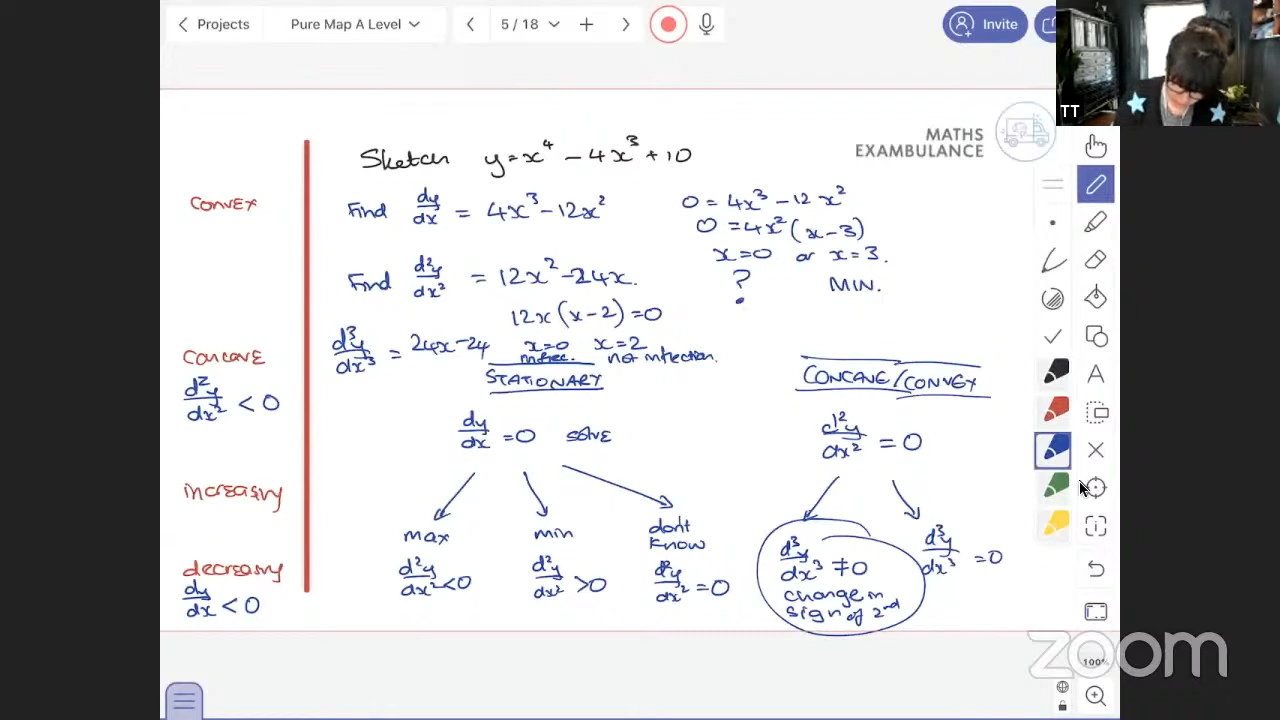 Projects
Pure Map A Level
5 / 18
Invite
TT
MATHS
EXAMBULANCE
Sketch y=x⁴ - 4x³ + 10
CONVEX
Find dy/dx = 4x³ - 12x²
0 = 4x³ - 12x²
0 = 4x² (x - 3)
x=0 or x=3.
? MIN.
Find d²y/dx² = 12x² - 24x.
12x(x-2) = 0
d³y/dx³ = 24x - 24
x=0 x=2
inflec. not inflection.
CONCAVE
d²y/dx² < 0
STATIONARY
CONCAVE/CONVEX
dy/dx = 0 solve
d²y/dx² = 0
increasing
max
min
don't
know
d²y/dx² < 0
d²y/dx² > 0
d²y/dx² = 0
d³y/dx³ ≠ 0
change in
sign of 2nd
d³y/dx³ = 0
decreasing
dy/dx < 0
zoom
100%